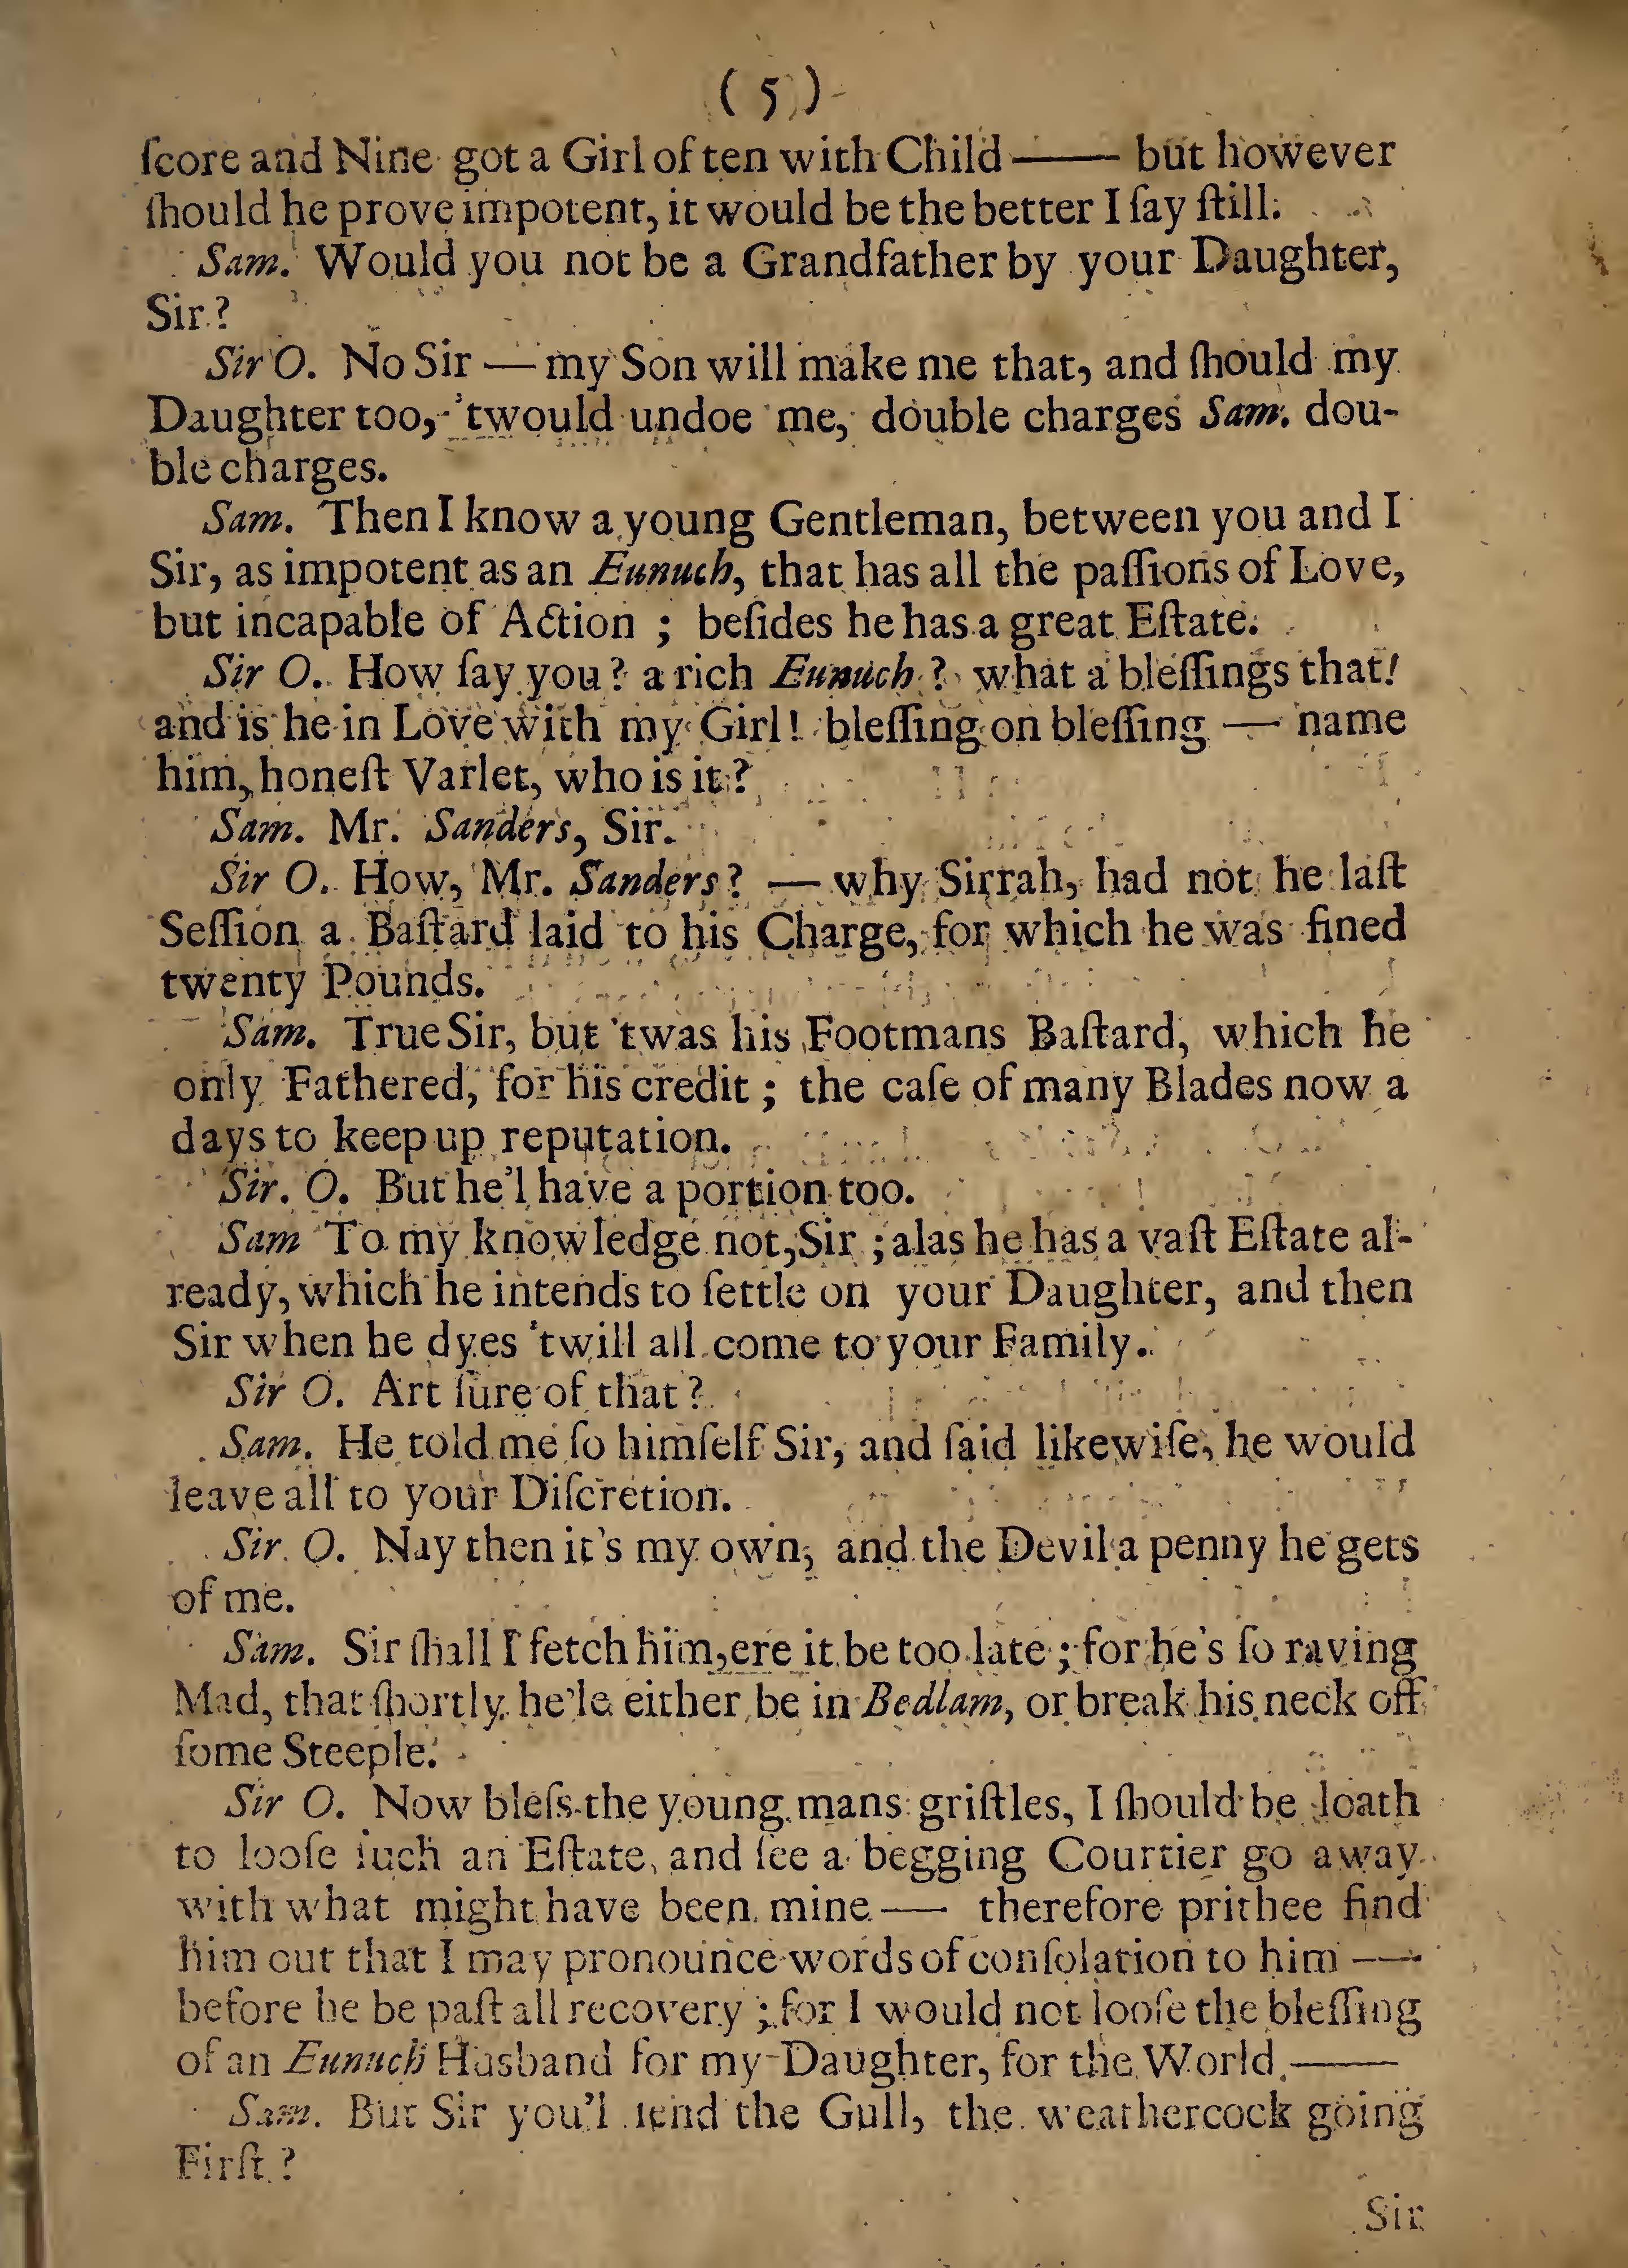 ( 5 )
ſcore and Nine got a Girl of ten with Child —— but however
ſhould he prove impotent, it would be the better I ſay ſtill.
Sam. Would you not be a Grandfather by your Daughter,
Sir?
Sir O. No Sir — my Son will make me that, and ſhould my
Daughter too, 'twould undoe me, double charges Sam. dou-
ble charges.
Sam. Then I know a young Gentleman, between you and I
Sir, as impotent as an Eunuch, that has all the paſſions of Love,
but incapable of Action ; beſides he has a great Eſtate.
Sir O. How ſay you? a rich Eunuch? what a bleſſings that!
and is he in Love with my Girl! bleſſing on bleſſing — name
him, honeſt Varlet, who is it?
Sam. Mr. Sanders, Sir.
Sir O. How, Mr. Sanders? — why Sirrah, had not he laſt
Seſſion a Baſtard laid to his Charge, for which he was fined
twenty Pounds.
Sam. True Sir, but 'twas his Footmans Baſtard, which he
only Fathered, for his credit ; the caſe of many Blades now a
days to keep up reputation.
Sir. O. But he'l have a portion too.
Sam To my knowledge not, Sir ; alas he has a vaſt Eſtate al-
ready, which he intends to ſettle on your Daughter, and then
Sir when he dyes 'twill all come to your Family.
Sir O. Art ſure of that?
Sam. He told me ſo himſelf Sir, and ſaid likewiſe, he would
leave all to your Diſcretion.
Sir. O. Nay then it's my own, and the Devil a penny he gets
of me.
Sam. Sir ſhall I fetch him, ere it be too late ; for he's ſo raving
Mad, that ſhortly he'le either be in Bedlam, or break his neck off
ſome Steeple.
Sir O. Now bleſs the young mans griſtles, I ſhould be loath
to looſe ſuch an Eſtate, and ſee a begging Courtier go away
with what might have been mine — therefore prithee find
him out that I may pronounce words of conſolation to him —
before he be paſt all recovery ; for I would not looſe the bleſſing
of an Eunuch Husband for my Daughter, for the World. ——
Sam. But Sir you'l ſend the Gull, the weathercock going
Firſt?
Sir